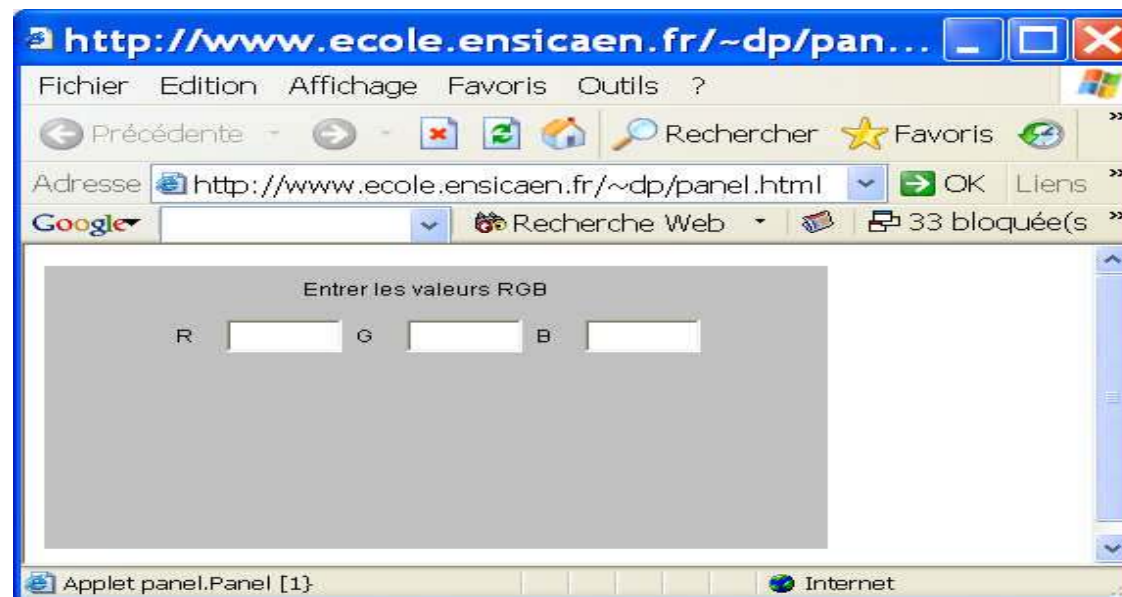 http://www.ecole.ensicaen.fr/~dp/pan...
Fichier Edition Affichage Favoris Outils ?
Précédente Rechercher Favoris »
Adresse http://www.ecole.ensicaen.fr/~dp/panel.html OK Liens »
Google Recherche Web 33 bloquée(s »
Entrer les valeurs RGB
R G B
Applet panel.Panel [1} Internet